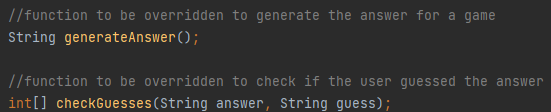 //function to be overridden to generate the answer for a game
String generateAnswer();
//function to be overridden to check if the user guessed the answer
int[] checkGuesses(String answer, String guess);